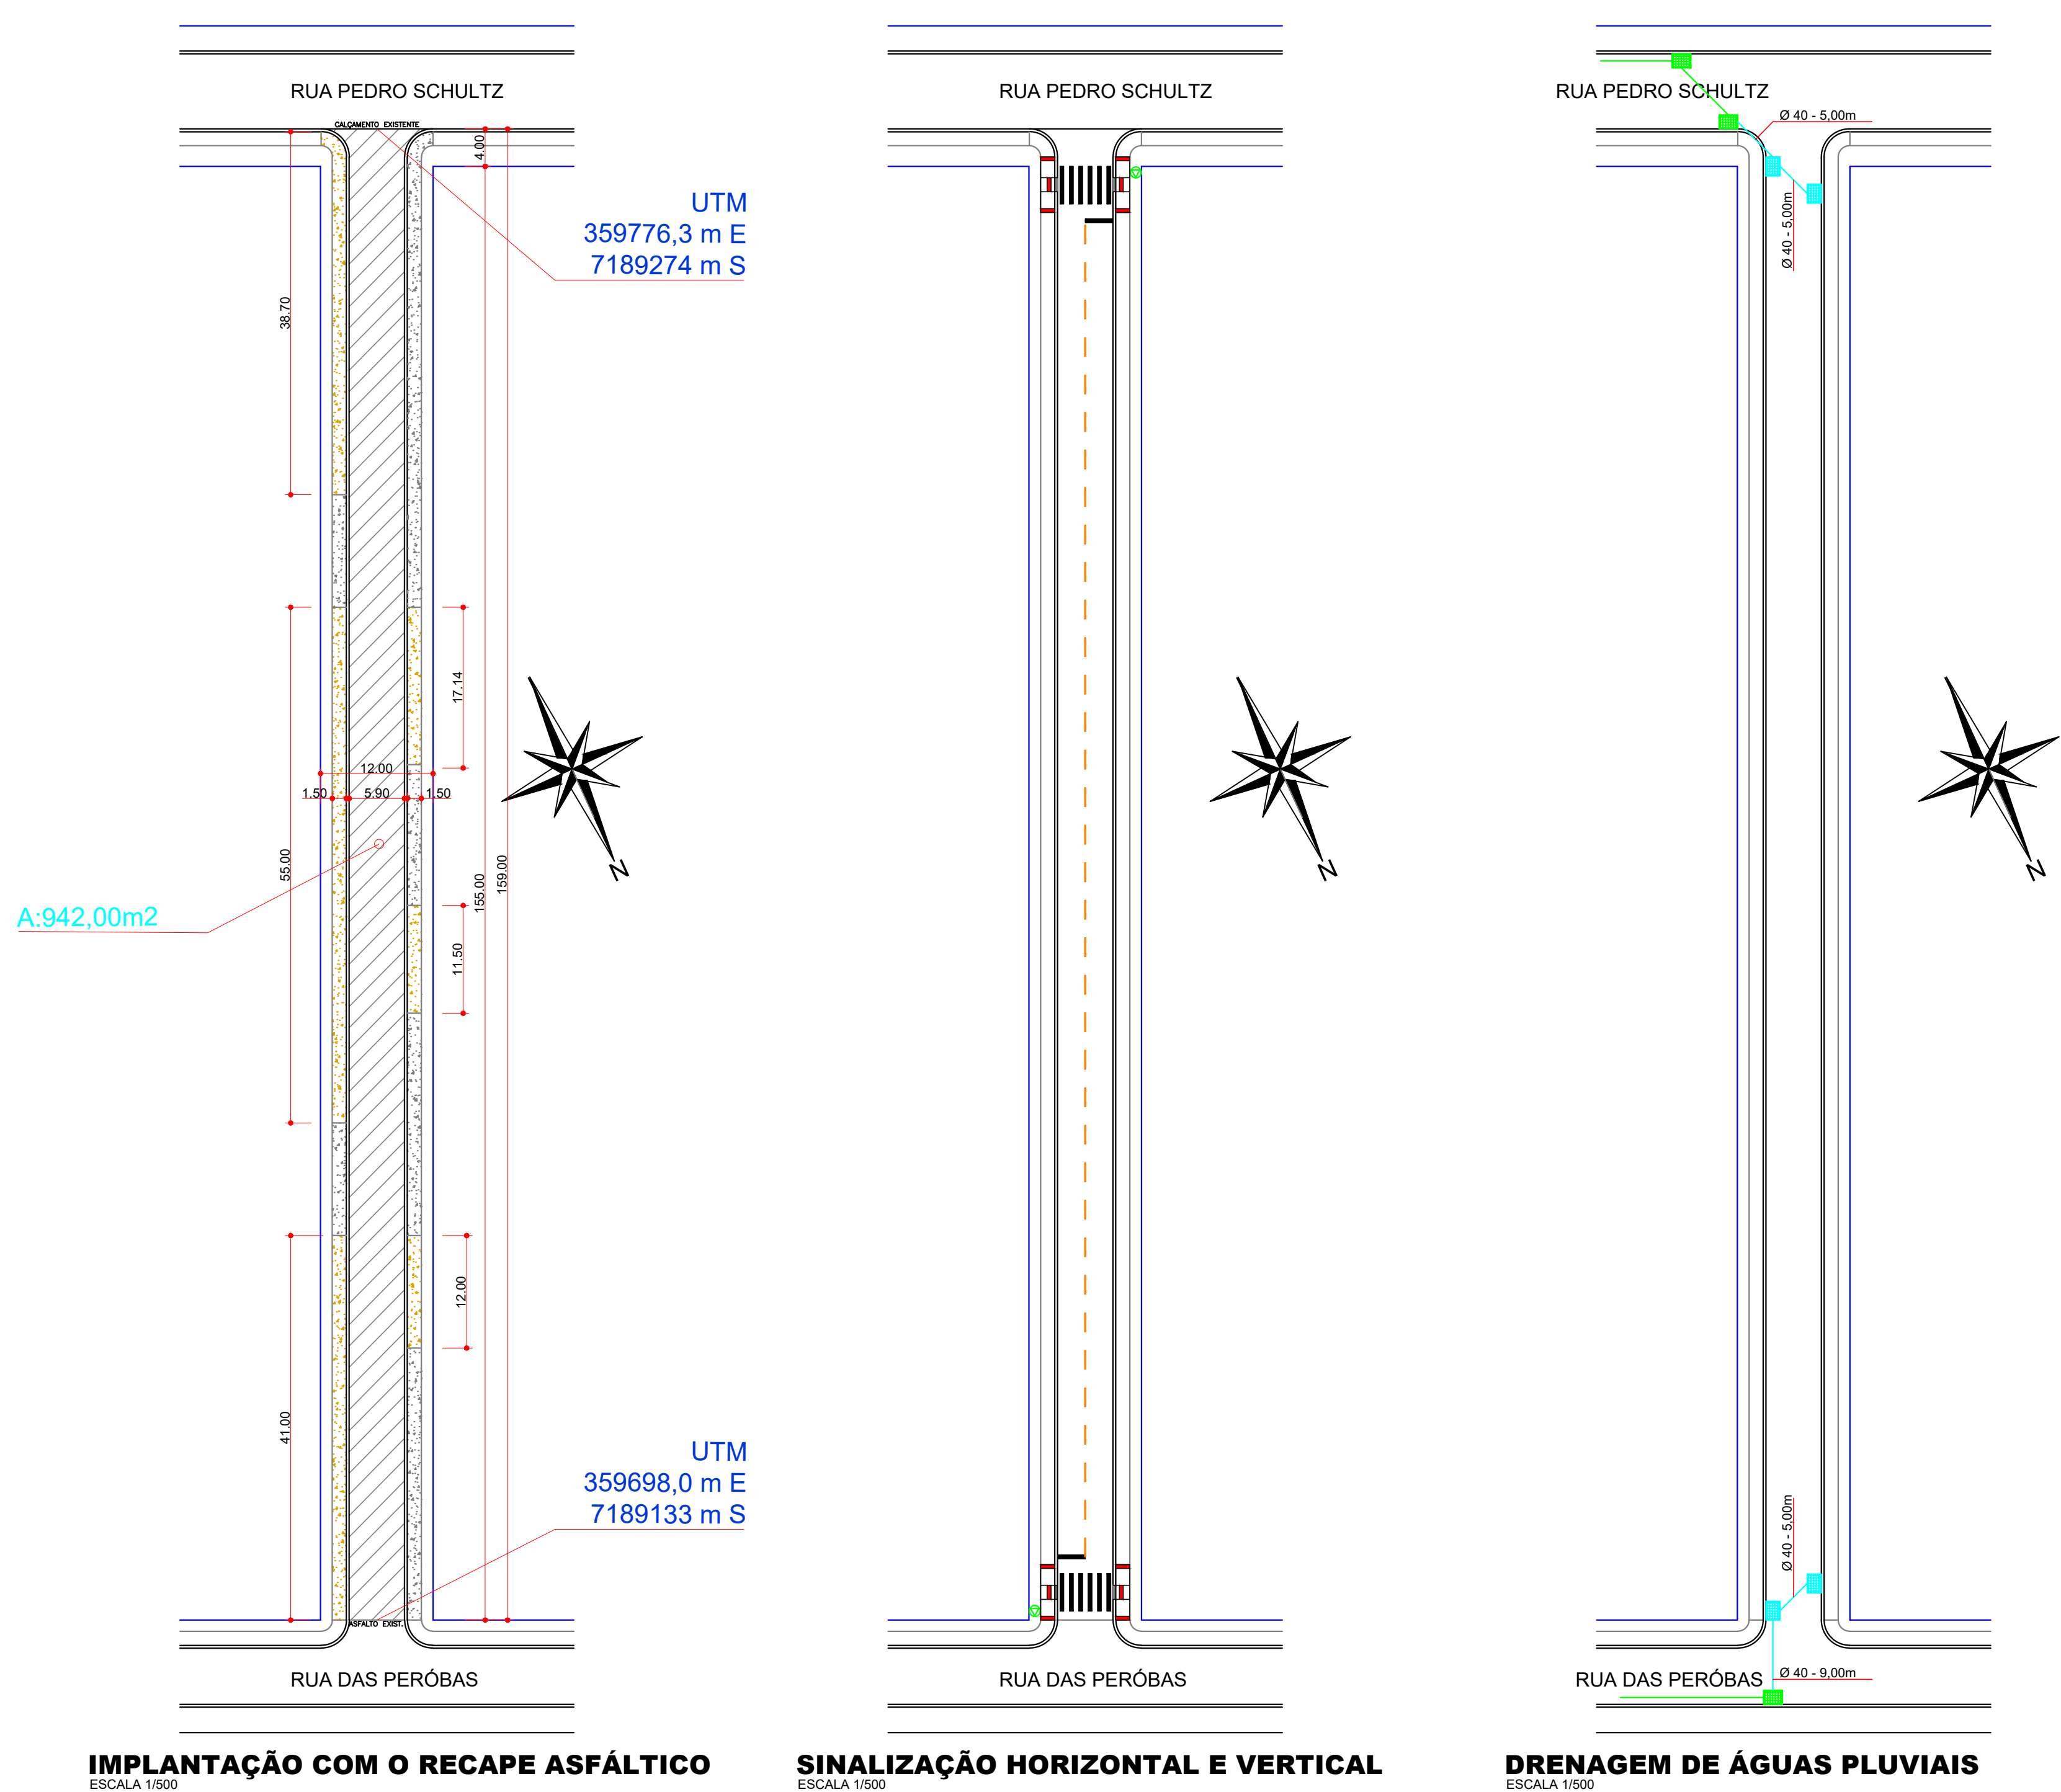 RUA PEDRO SCHULTZ
CALÇAMENTO EXISTENTE
4.00
UTM
359776,3 m E
7189274 m S
38.70
17.14
12.00
1.50
5.90
1.50
55.00
155.00
159.00
A:942,00m2
11.50
12.00
41.00
UTM
359698,0 m E
7189133 m S
N
ASFALTO EXIST.
RUA DAS PERÓBAS
IMPLANTAÇÃO COM O RECAPE ASFÁLTICO
ESCALA 1/500
RUA PEDRO SCHULTZ
N
RUA DAS PERÓBAS
SINALIZAÇÃO HORIZONTAL E VERTICAL
ESCALA 1/500
RUA PEDRO SCHULTZ
Ø 40 - 5,00m
Ø 40 - 5,00m
N
Ø 40 - 5,00m
RUA DAS PERÓBAS
Ø 40 - 9,00m
DRENAGEM DE ÁGUAS PLUVIAIS
ESCALA 1/500